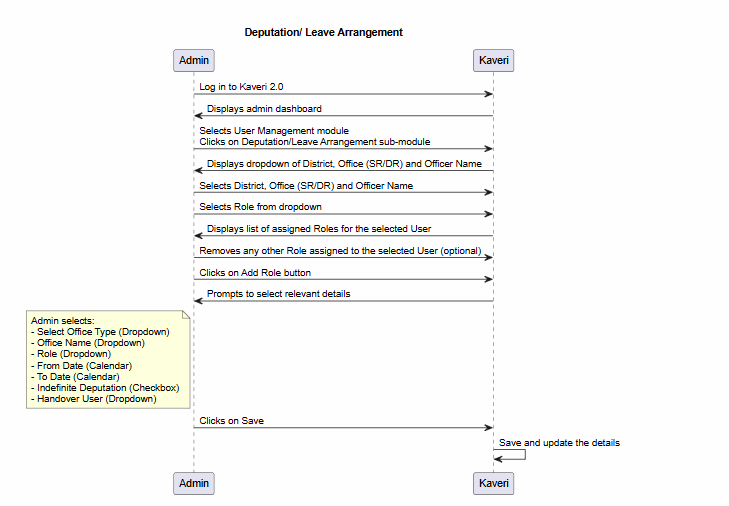 Deputation/ Leave Arrangement
Admin
Kaveri
Log in to Kaveri 2.0
Displays admin dashboard
Selects User Management module
Clicks on Deputation/Leave Arrangement sub-module
Displays dropdown of District, Office (SR/DR) and Officer Name
Selects District, Office (SR/DR) and Officer Name
Selects Role from dropdown
Displays list of assigned Roles for the selected User
Removes any other Role assigned to the selected User (optional)
Clicks on Add Role button
Prompts to select relevant details
Admin selects:
- Select Office Type (Dropdown)
- Office Name (Dropdown)
- Role (Dropdown)
- From Date (Calendar)
- To Date (Calendar)
- Indefinite Deputation (Checkbox)
- Handover User (Dropdown)
Clicks on Save
Save and update the details
Admin
Kaveri